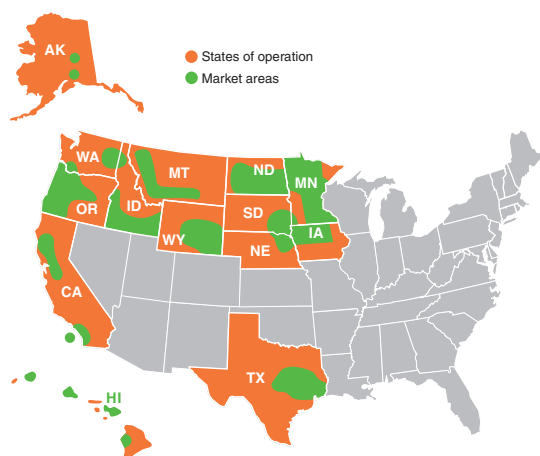 AK
States of operation
Market areas
WA
MT
ND
MN
OR
ID
SD
WY
NE
IA
CA
TX
HI